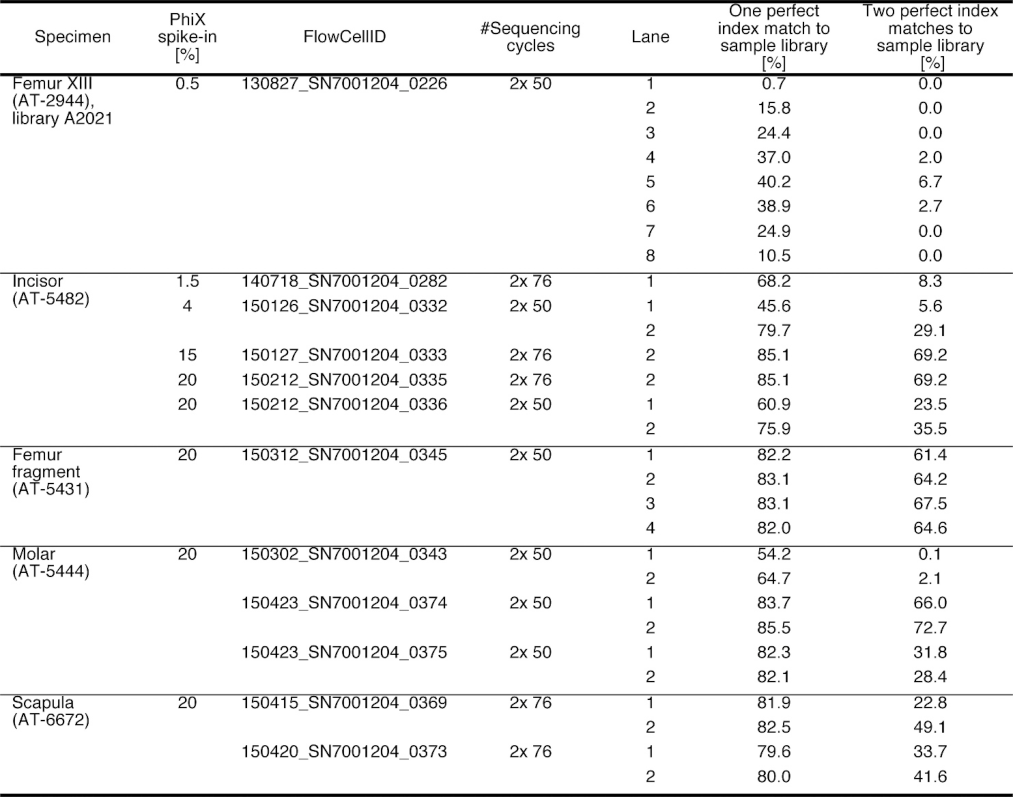 Specimen PhiX spike-in [%] FlowCellID #Sequencing cycles Lane One perfect index match to sample library [%] Two perfect index matches to sample library [%]
Femur XIII 0.5 130827_SN7001204_0226 2x 50 1 0.7 0.0
(AT-2944), 2 15.8 0.0
library A2021
3 24.4 0.0
4 37.0 2.0
5 40.2 6.7
6 38.9 2.7
7 24.9 0.0
8 10.5 0.0
Incisor 1.5 140718_SN7001204_0282 2x 76 1 68.2 8.3
(AT-5482) 4 150126_SN7001204_0332 2x 50 1 45.6 5.6
2 79.7 29.1
15 150127_SN7001204_0333 2x 76 2 85.1 69.2
20 150212_SN7001204_0335 2x 76 2 85.1 69.2
20 150212_SN7001204_0336 2x 50 1 60.9 23.5
2 75.9 35.5
Femur 20 150312_SN7001204_0345 2x 50 1 82.2 61.4
fragment 2 83.1 64.2
(AT-5431)
3 83.1 67.5
4 82.0 64.6
Molar 20 150302_SN7001204_0343 2x 50 1 54.2 0.1
(AT-5444) 2 64.7 2.1
150423_SN7001204_0374 2x 50 1 83.7 66.0
2 85.5 72.7
150423_SN7001204_0375 2x 50 1 82.3 31.8
2 82.1 28.4
Scapula 20 150415_SN7001204_0369 2x 76 1 81.9 22.8
(AT-6672) 2 82.5 49.1
150420_SN7001204_0373 2x 76 1 79.6 33.7
2 80.0 41.6